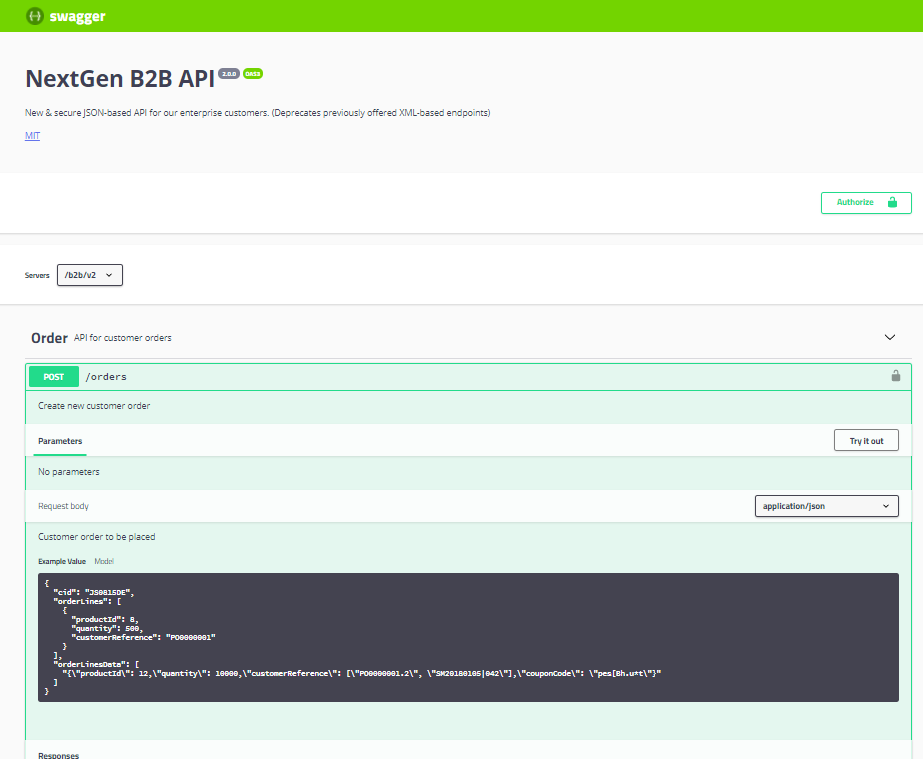 swagger
NextGen B2B API 2.0.0 OAS3
New & secure JSON-based API for our enterprise customers. (Deprecates previously offered XML-based endpoints)
MIT
Authorize
Servers /b2b/v2
Order API for customer orders
POST /orders
Create new customer order
Parameters Try it out
No parameters
Request body application/json
Customer order to be placed
Example Value Model
{
  "cid": "JS0815DE",
  "orderLines": [
    {
      "productId": 8,
      "quantity": 500,
      "customerReference": "PO0000001"
    }
  ],
  "orderLinesData": [
    "{\"productId\": 12,\"quantity\": 10000,\"customerReference\": [\"PO0000001.2\", \"SM20180105|042\"],\"couponCode\": \"pes[Bh.u*t\"}"
  ]
}
Responses